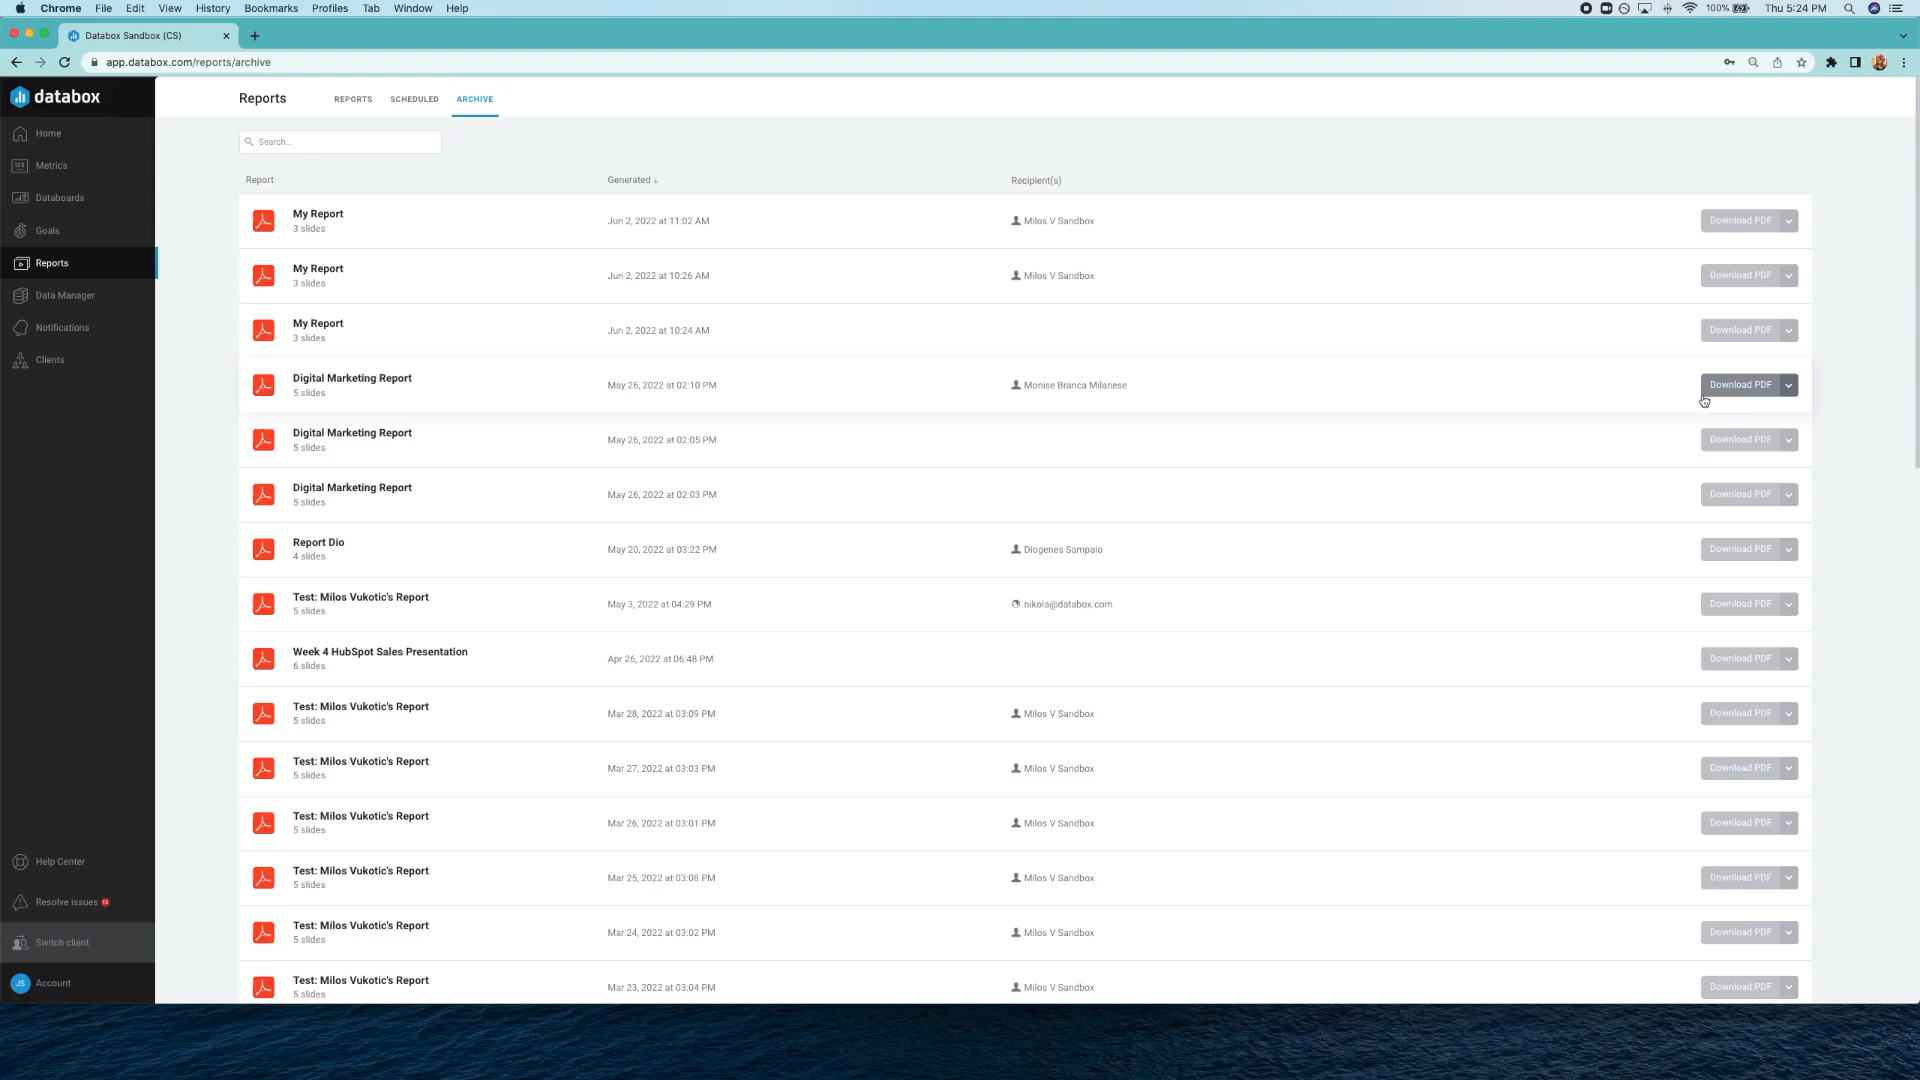 Chrome File Edit View History Bookmarks Profiles Tab Window Help
100% Thu 5:24 PM
Databox Sandbox (CS)
app.databox.com/reports/archive
databox
Home
Metrics
Databoards
Goals
Reports
Data Manager
Notifications
Clients
Help Center
Resolve issues
Switch client
JS Account
Reports REPORTS SCHEDULED ARCHIVE
Search...
Report Generated ↓ Recipient(s)
My Report
3 slides
Jun 2, 2022 at 11:02 AM
Milos V Sandbox
Download PDF
My Report
3 slides
Jun 2, 2022 at 10:26 AM
Milos V Sandbox
Download PDF
My Report
3 slides
Jun 2, 2022 at 10:24 AM
Download PDF
Digital Marketing Report
5 slides
May 26, 2022 at 02:10 PM
Monise Branca Milanese
Download PDF
Digital Marketing Report
5 slides
May 26, 2022 at 02:05 PM
Download PDF
Digital Marketing Report
5 slides
May 26, 2022 at 02:03 PM
Download PDF
Report Dio
4 slides
May 20, 2022 at 03:22 PM
Diogenes Sampaio
Download PDF
Test: Milos Vukotic's Report
5 slides
May 3, 2022 at 04:29 PM
nikola@databox.com
Download PDF
Week 4 HubSpot Sales Presentation
6 slides
Apr 26, 2022 at 06:48 PM
Download PDF
Test: Milos Vukotic's Report
5 slides
Mar 28, 2022 at 03:09 PM
Milos V Sandbox
Download PDF
Test: Milos Vukotic's Report
5 slides
Mar 27, 2022 at 03:03 PM
Milos V Sandbox
Download PDF
Test: Milos Vukotic's Report
5 slides
Mar 26, 2022 at 03:01 PM
Milos V Sandbox
Download PDF
Test: Milos Vukotic's Report
5 slides
Mar 25, 2022 at 03:08 PM
Milos V Sandbox
Download PDF
Test: Milos Vukotic's Report
5 slides
Mar 24, 2022 at 03:02 PM
Milos V Sandbox
Download PDF
Test: Milos Vukotic's Report
5 slides
Mar 23, 2022 at 03:04 PM
Milos V Sandbox
Download PDF